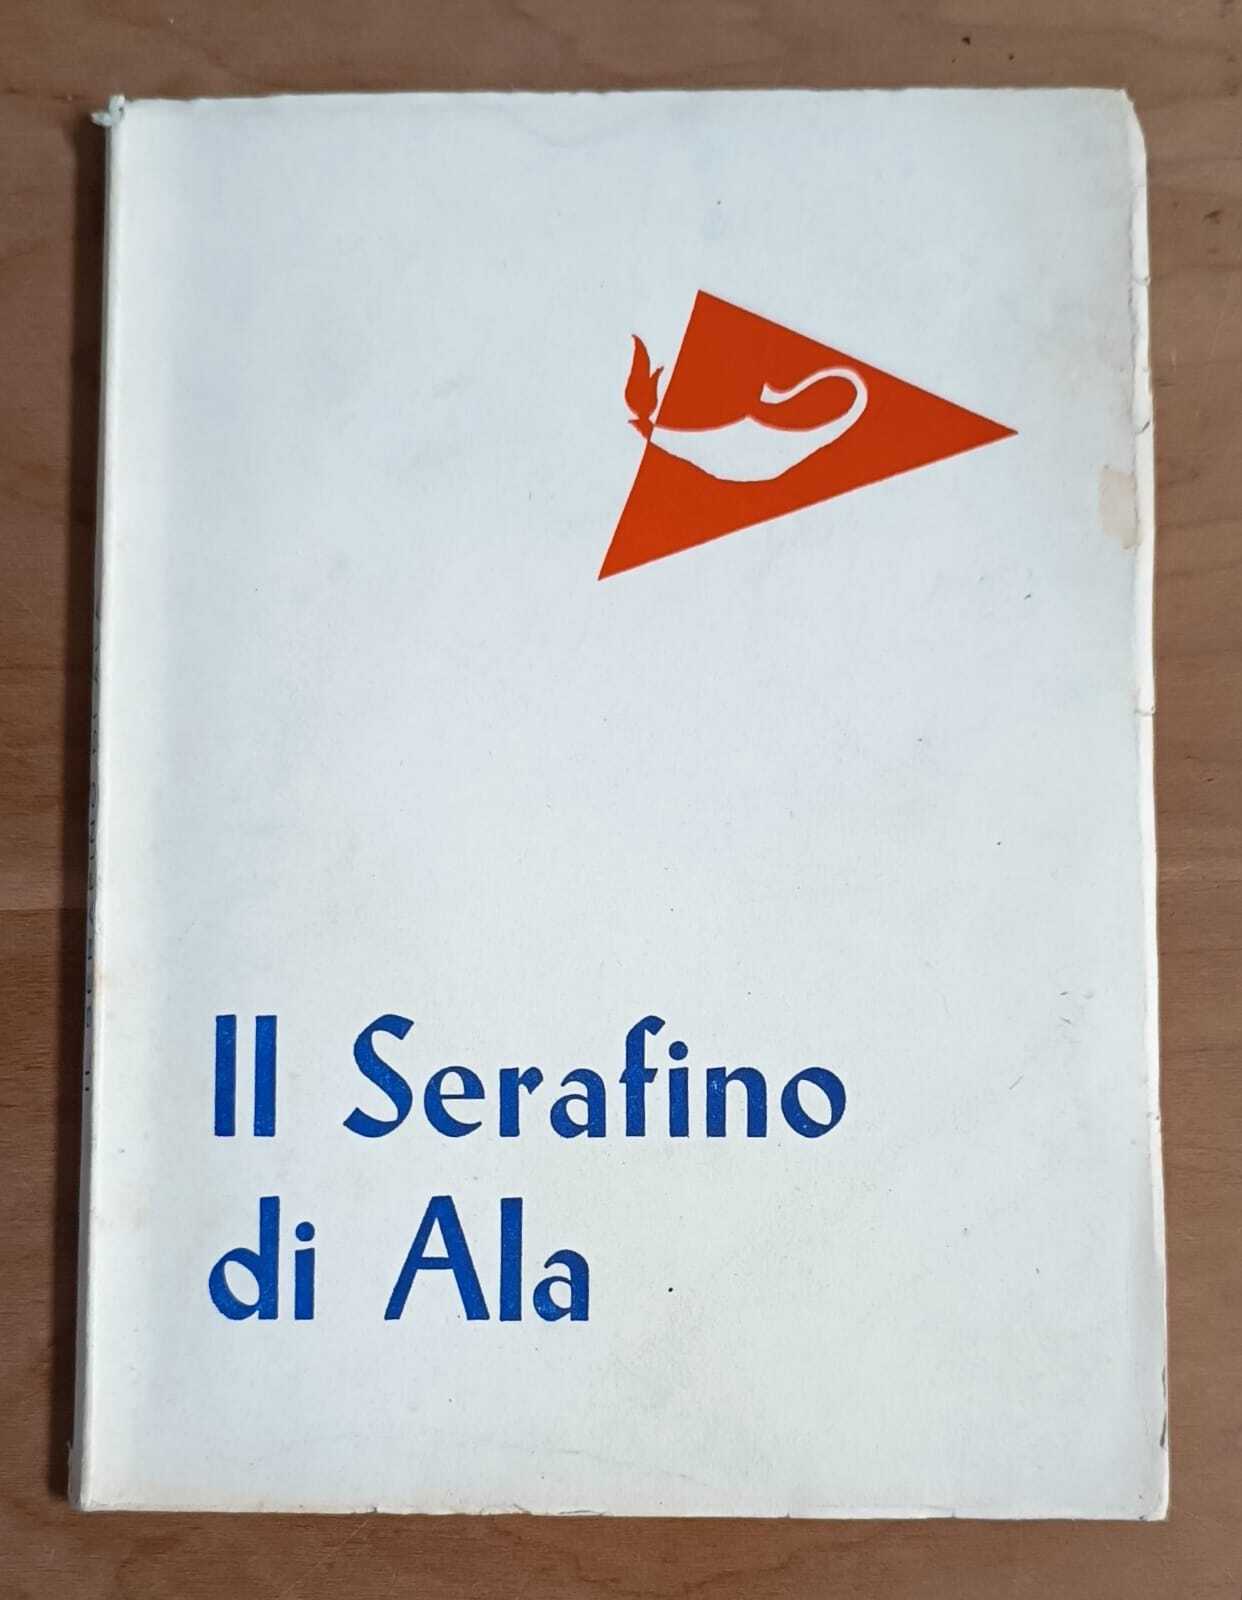 Il Serafino
di Ala